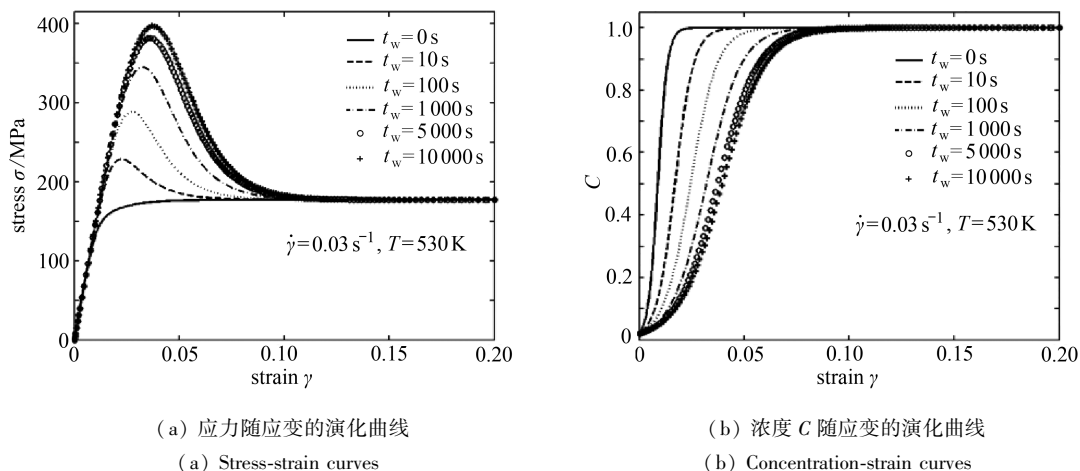 400
300
200
100
0
stress σ/MPa
t_w=0 s
t_w=10 s
t_w=100 s
t_w=1 000 s
t_w=5 000 s
t_w=10 000 s
γ̇=0.03 s⁻¹, T=530 K
0 0.05 0.10 0.15 0.20
strain γ
(a) 应力随应变的演化曲线
(a) Stress-strain curves
1.0
0.8
0.6
0.4
0.2
0
C
t_w=0 s
t_w=10 s
t_w=100 s
t_w=1 000 s
t_w=5 000 s
t_w=10 000 s
γ̇=0.03 s⁻¹, T=530 K
0 0.05 0.10 0.15 0.20
strain γ
(b) 浓度 C 随应变的演化曲线
(b) Concentration-strain curves